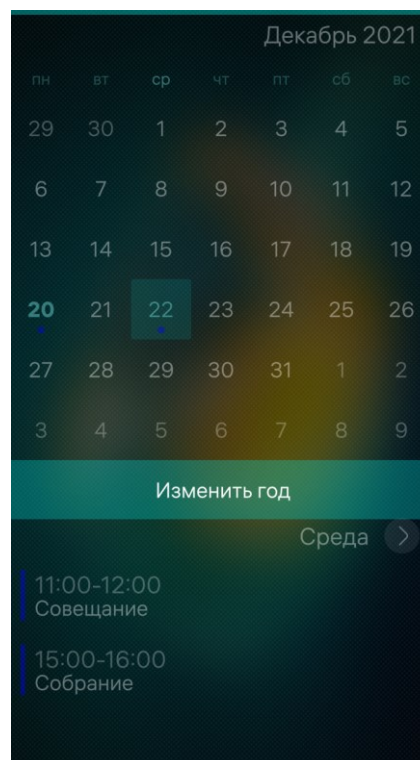 Декабрь 2021
пн вт ср чт пт сб вс
29 30 1 2 3 4 5
6 7 8 9 10 11 12
13 14 15 16 17 18 19
20 21 22 23 24 25 26
27 28 29 30 31 1 2
3 4 5 6 7 8 9
Изменить год
Среда
11:00-12:00
Совещание
15:00-16:00
Собрание